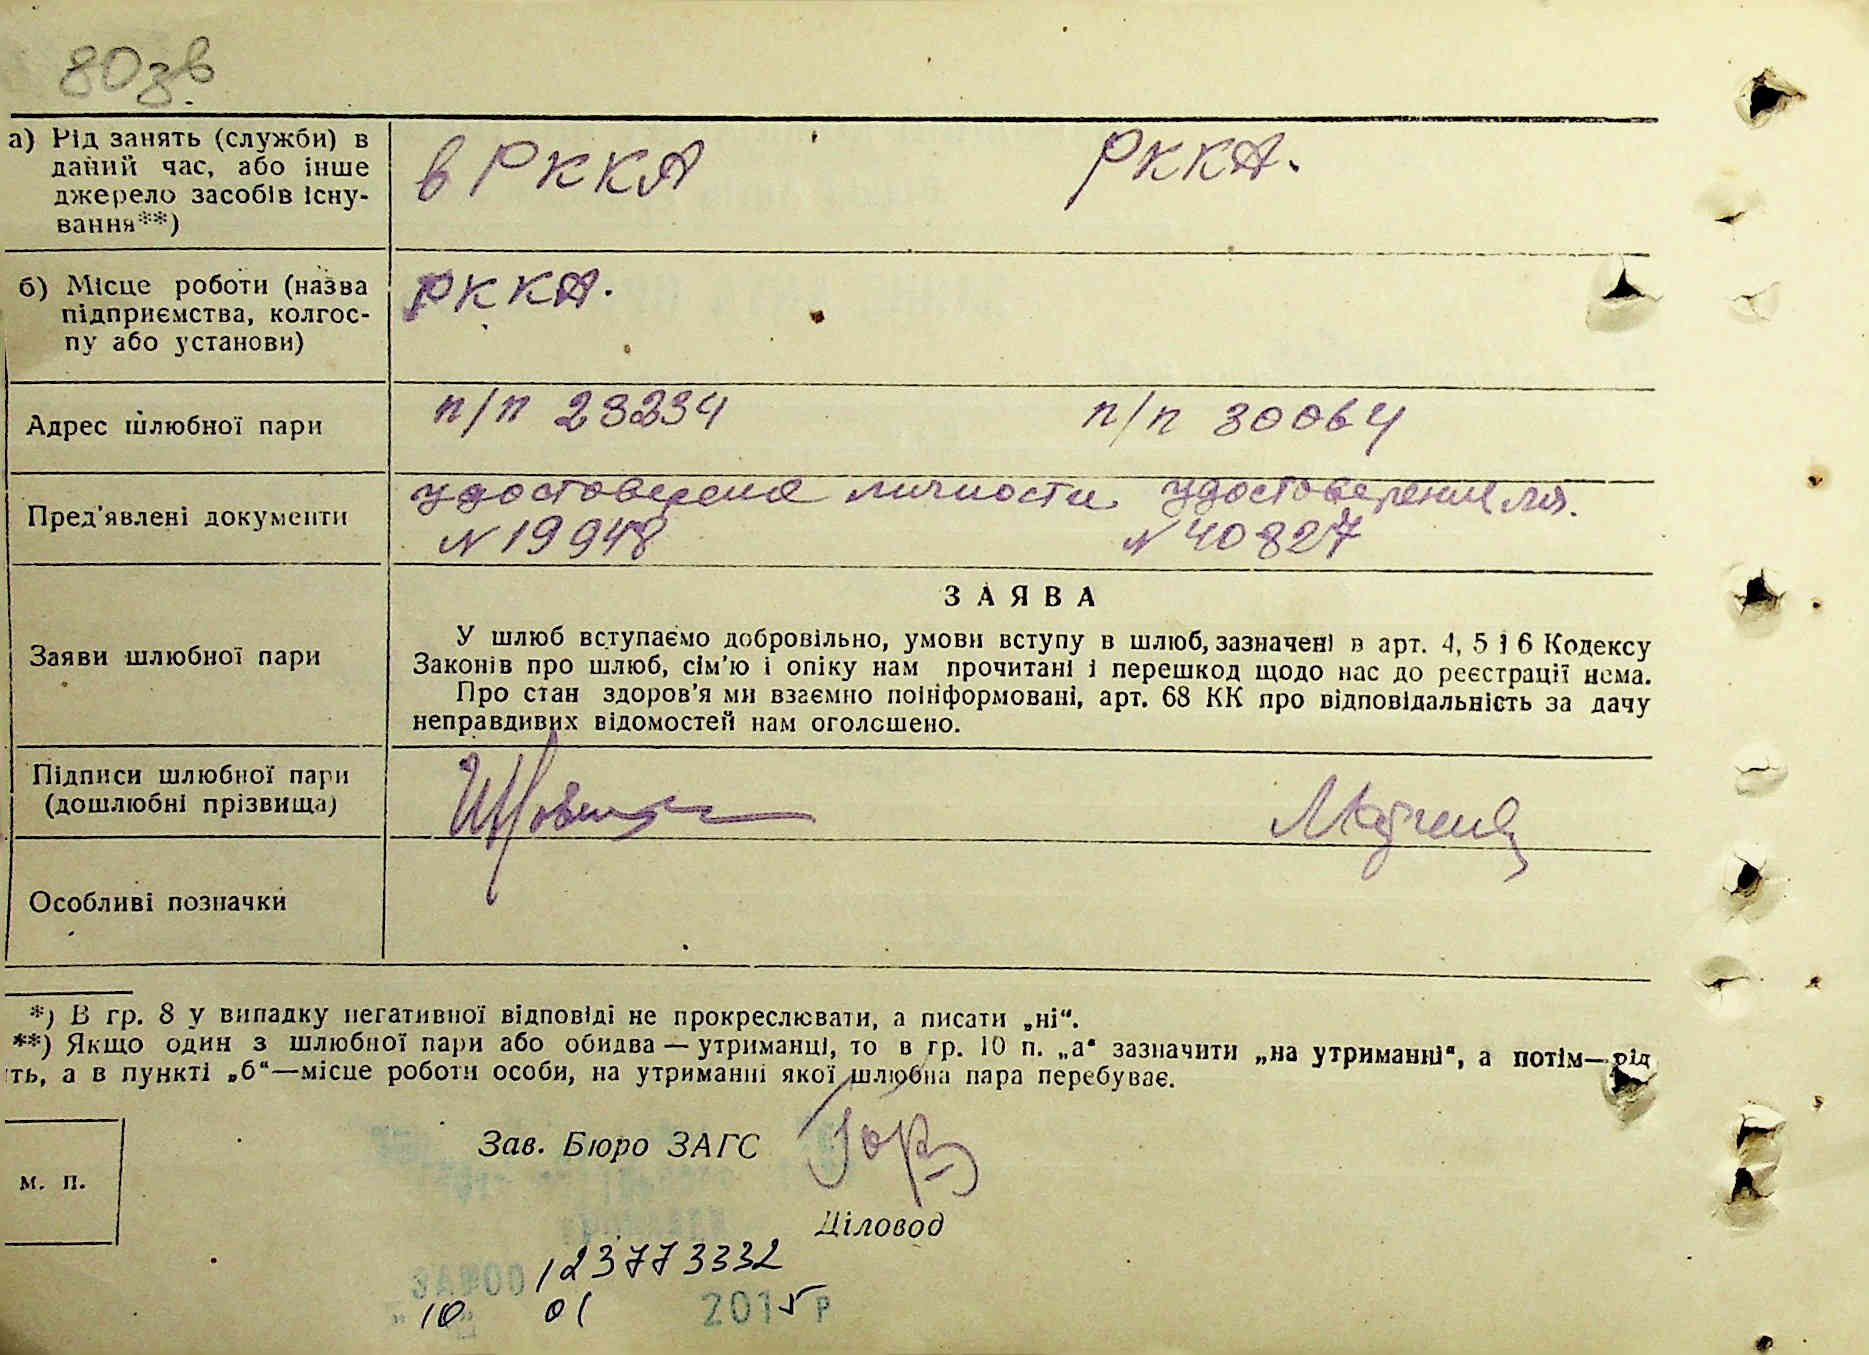 80зв
а) Рід занять (служби) в
даний час, або інше
джерело засобів існу-
вання**)
в РККА РККА.
б) Місце роботи (назва
підприємства, колгос-
пу або установи)
РККА.
Адрес шлюбної пари
п/п 23234 п/п 30064
Пред'явлені документи
личности
N 19948 N 40827
ЗАЯВА
Заяви шлюбної пари
У шлюб вступаємо добровільно, умови вступу в шлюб, зазначені в арт. 4, 5 і 6 Кодексу
Законів про шлюб, сім'ю і опіку нам прочитані і перешкод щодо нас до реєстрації нема.
Про стан здоров'я ми взаємно поінформовані, арт. 68 КК про відповідальність за дачу
неправдивих відомостей нам оголошено.
Підписи шлюбної пари
(дошлюбні прізвища)
Особливі позначки
*) В гр. 8 у випадку негативної відповіді не прокреслювати, а писати „ні“.
**) Якщо один з шлюбної пари або обидва — утриманці, то в гр. 10 п. „а“ зазначити „на утриманні“, а потім—рід
ть, а в пункті „б“—місце роботи особи, на утриманні якої шлюбна пара перебуває.
Зав. Бюро ЗАГС
м. п.
Діловод
123773332
10 01 2015 р